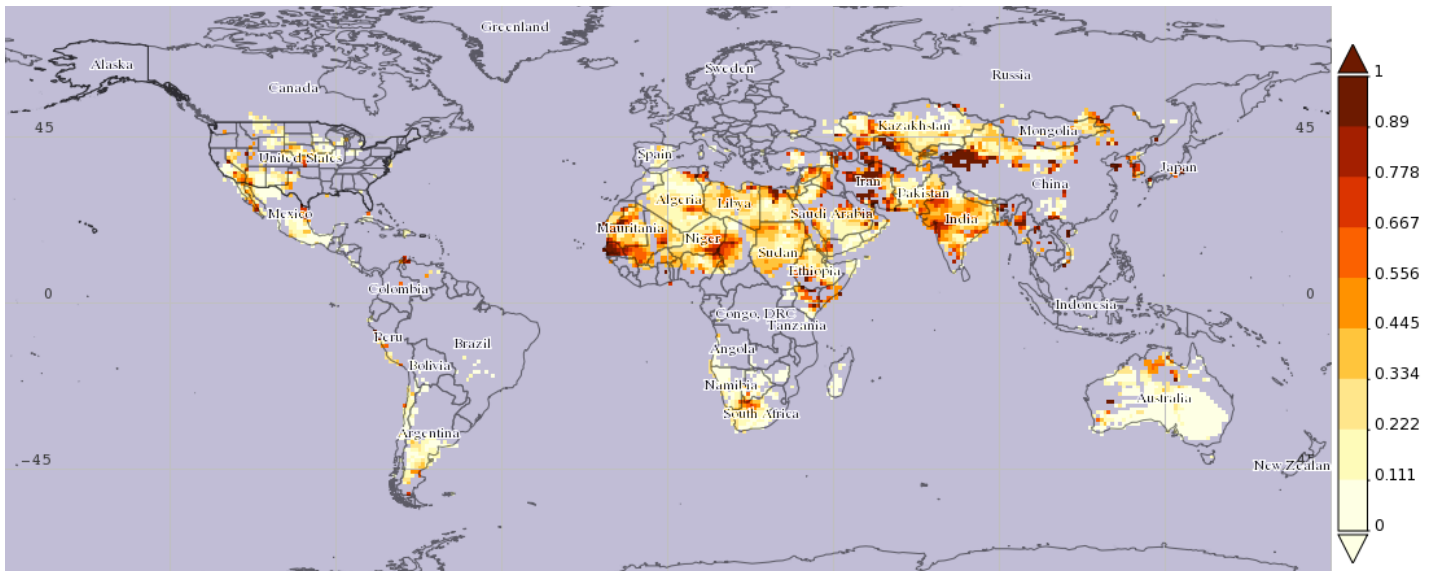 Greenland
Alaska
Sweden
Russia
Canada
45
45
Kazakhstan
Mongolia
United States
Spain
Japan
Iran
China
Pakistan
Algeria
Libya
Mexico
Saudi Arabia
India
Mauritania
Niger
Sudan
Ethiopia
Colombia
0
0
Indonesia
Congo, DRC
Tanzania
Peru
Brazil
Angola
Bolivia
Namibia
Australia
South Africa
Argentina
-45
New Zealan
1
0.89
0.778
0.667
0.556
0.445
0.334
0.222
0.111
0